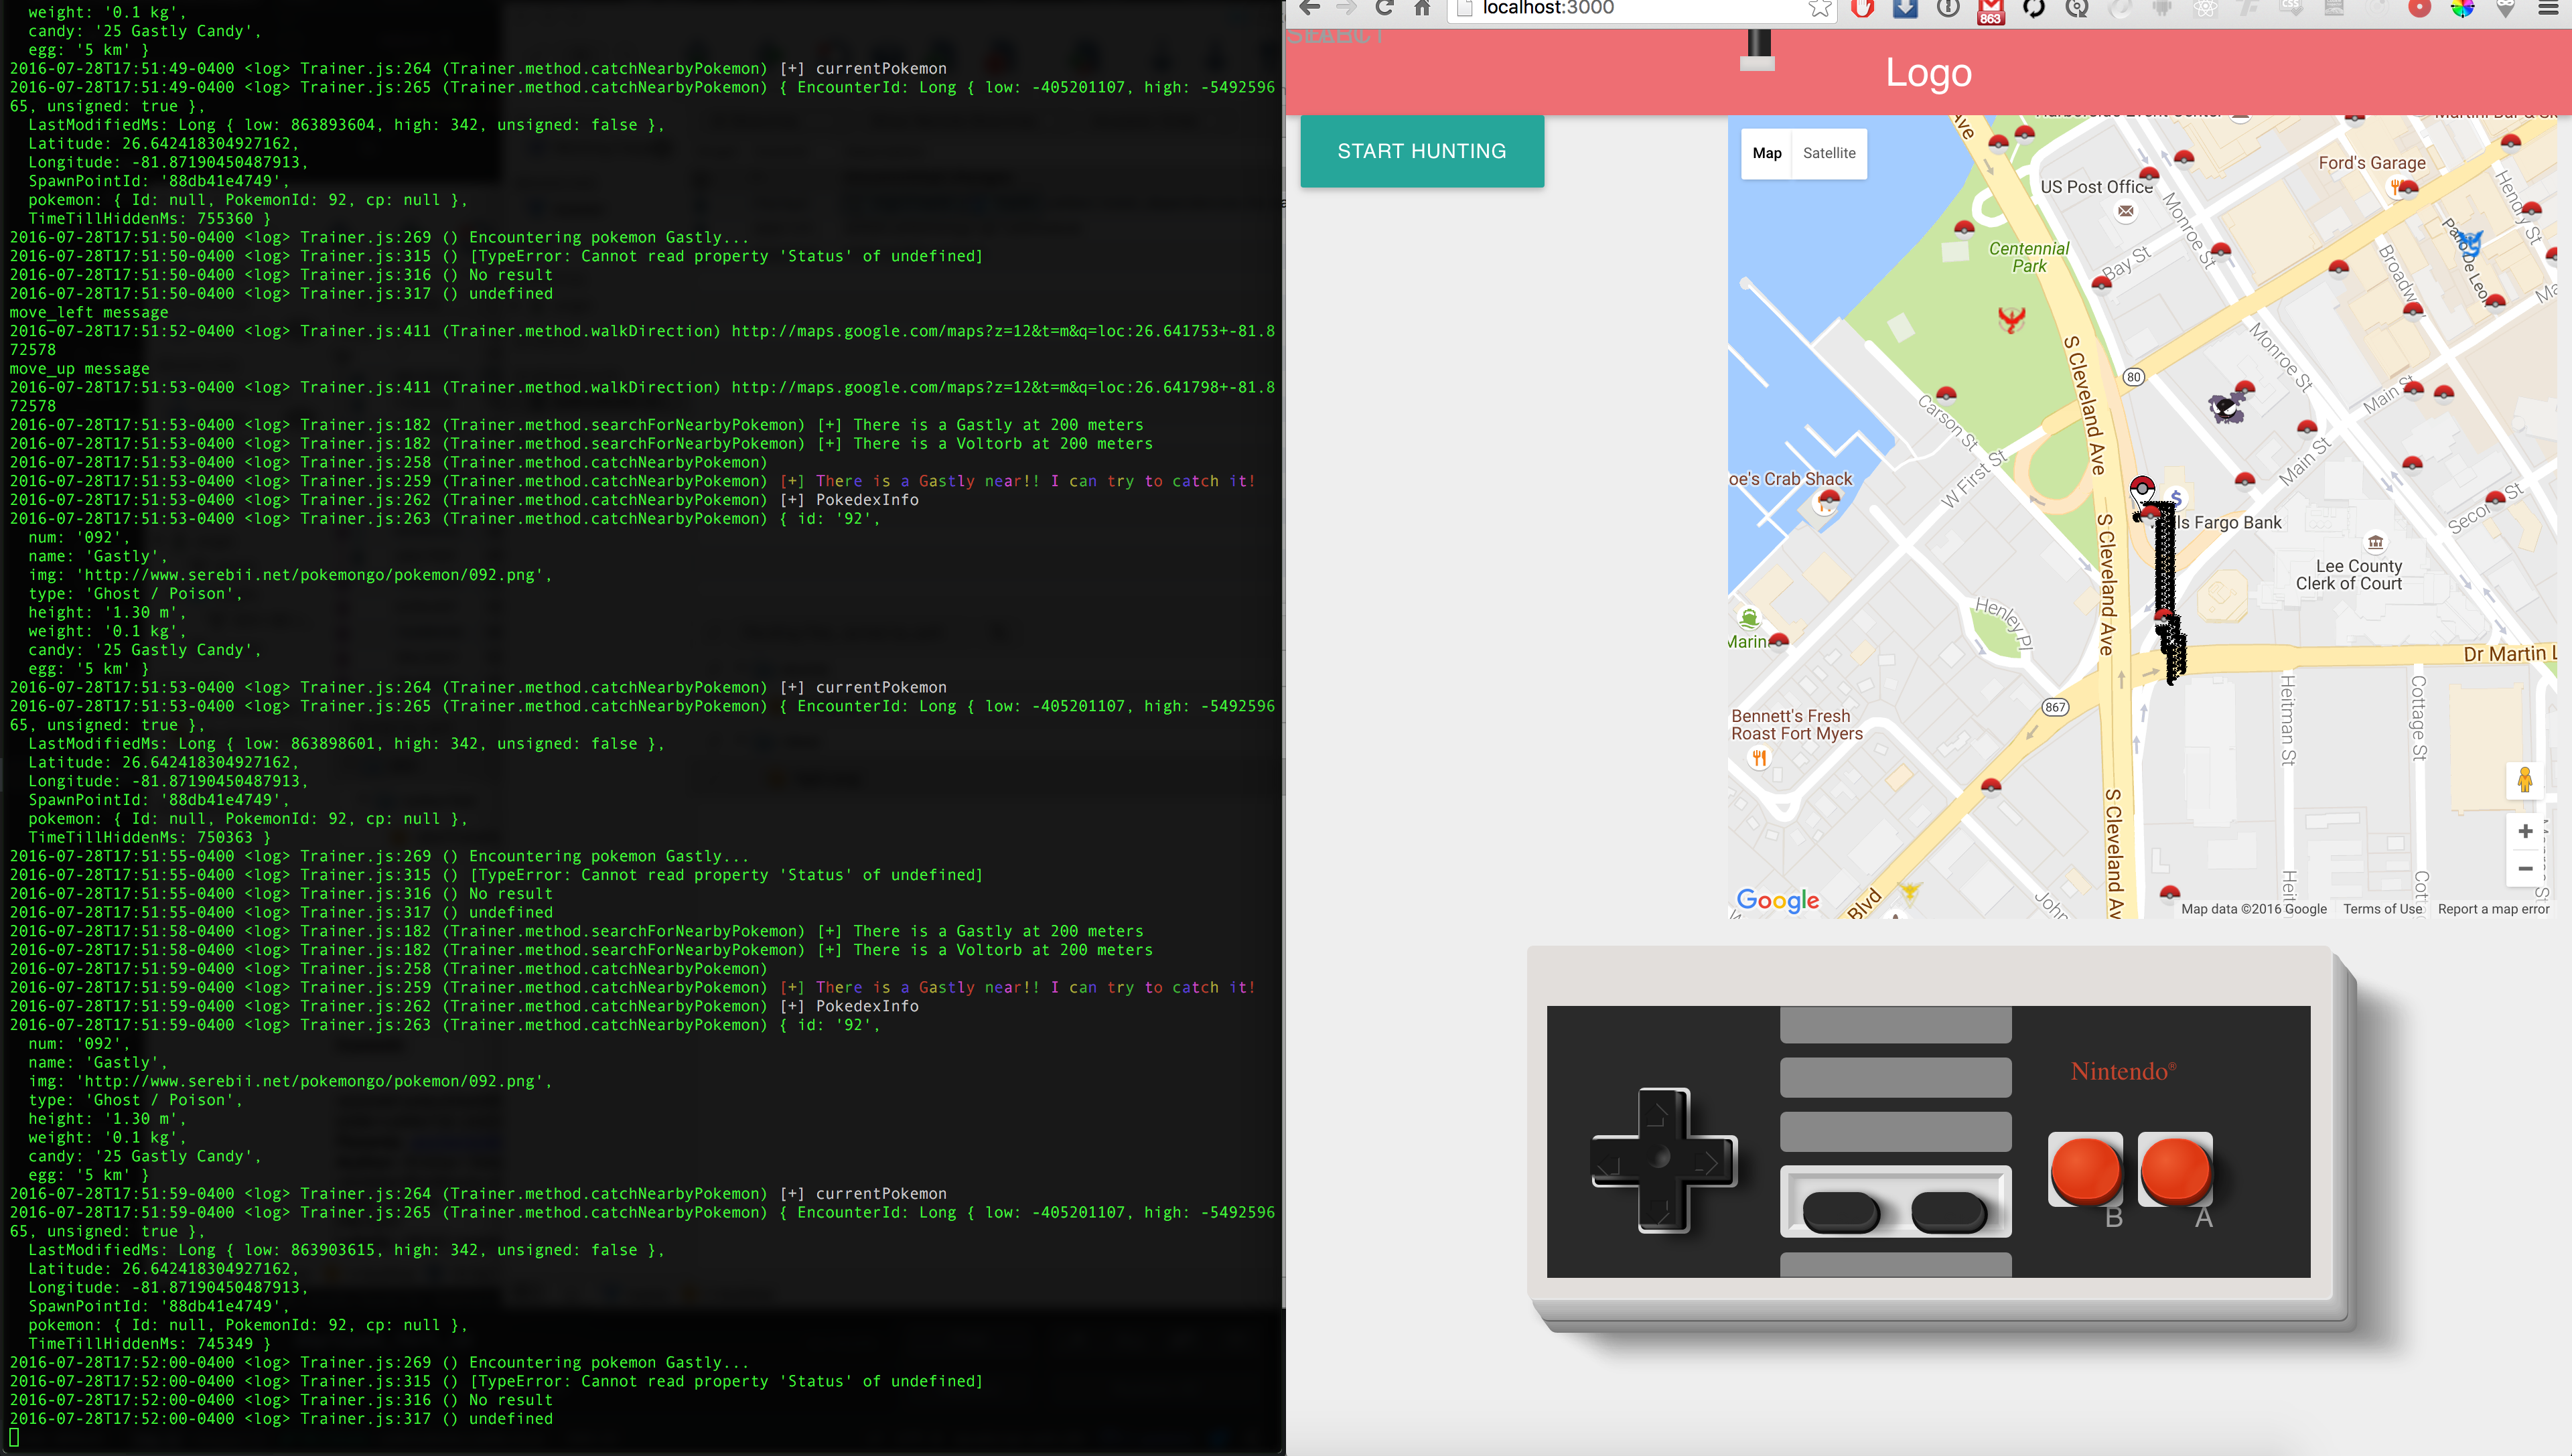 weight: '0.1 kg',
candy: '25 Gastly Candy',
egg: '5 km' }
2016-07-28T17:51:49-0400 <log> Trainer.js:264 (Trainer.method.catchNearbyPokemon) [+] currentPokemon
2016-07-28T17:51:49-0400 <log> Trainer.js:265 (Trainer.method.catchNearbyPokemon) { EncounterId: Long { low: -405201107, high: -5492596
65, unsigned: true },
LastModifiedMs: Long { low: 863893604, high: 342, unsigned: false },
Latitude: 26.642418304927162,
Longitude: -81.87190450487913,
SpawnPointId: '88db41e4749',
pokemon: { Id: null, PokemonId: 92, cp: null },
TimeTillHiddenMs: 755360 }
2016-07-28T17:51:50-0400 <log> Trainer.js:269 () Encountering pokemon Gastly...
2016-07-28T17:51:50-0400 <log> Trainer.js:315 () [TypeError: Cannot read property 'Status' of undefined]
2016-07-28T17:51:50-0400 <log> Trainer.js:316 () No result
2016-07-28T17:51:50-0400 <log> Trainer.js:317 () undefined
move_left message
2016-07-28T17:51:52-0400 <log> Trainer.js:411 (Trainer.method.walkDirection) http://maps.google.com/maps?z=12&t=m&q=loc:26.641753+-81.8
72578
move_up message
2016-07-28T17:51:53-0400 <log> Trainer.js:411 (Trainer.method.walkDirection) http://maps.google.com/maps?z=12&t=m&q=loc:26.641798+-81.8
72578
2016-07-28T17:51:53-0400 <log> Trainer.js:182 (Trainer.method.searchForNearbyPokemon) [+] There is a Gastly at 200 meters
2016-07-28T17:51:53-0400 <log> Trainer.js:182 (Trainer.method.searchForNearbyPokemon) [+] There is a Voltorb at 200 meters
2016-07-28T17:51:53-0400 <log> Trainer.js:258 (Trainer.method.catchNearbyPokemon)
2016-07-28T17:51:53-0400 <log> Trainer.js:259 (Trainer.method.catchNearbyPokemon) [+] There is a Gastly near!! I can try to catch it!
2016-07-28T17:51:53-0400 <log> Trainer.js:262 (Trainer.method.catchNearbyPokemon) [+] PokedexInfo
2016-07-28T17:51:53-0400 <log> Trainer.js:263 (Trainer.method.catchNearbyPokemon) { id: '92',
num: '092',
name: 'Gastly',
img: 'http://www.serebii.net/pokemongo/pokemon/092.png',
type: 'Ghost / Poison',
height: '1.30 m',
weight: '0.1 kg',
candy: '25 Gastly Candy',
egg: '5 km' }
2016-07-28T17:51:53-0400 <log> Trainer.js:264 (Trainer.method.catchNearbyPokemon) [+] currentPokemon
2016-07-28T17:51:53-0400 <log> Trainer.js:265 (Trainer.method.catchNearbyPokemon) { EncounterId: Long { low: -405201107, high: -5492596
65, unsigned: true },
LastModifiedMs: Long { low: 863898601, high: 342, unsigned: false },
Latitude: 26.642418304927162,
Longitude: -81.87190450487913,
SpawnPointId: '88db41e4749',
pokemon: { Id: null, PokemonId: 92, cp: null },
TimeTillHiddenMs: 750363 }
2016-07-28T17:51:55-0400 <log> Trainer.js:269 () Encountering pokemon Gastly...
2016-07-28T17:51:55-0400 <log> Trainer.js:315 () [TypeError: Cannot read property 'Status' of undefined]
2016-07-28T17:51:55-0400 <log> Trainer.js:316 () No result
2016-07-28T17:51:55-0400 <log> Trainer.js:317 () undefined
2016-07-28T17:51:58-0400 <log> Trainer.js:182 (Trainer.method.searchForNearbyPokemon) [+] There is a Gastly at 200 meters
2016-07-28T17:51:58-0400 <log> Trainer.js:182 (Trainer.method.searchForNearbyPokemon) [+] There is a Voltorb at 200 meters
2016-07-28T17:51:59-0400 <log> Trainer.js:258 (Trainer.method.catchNearbyPokemon)
2016-07-28T17:51:59-0400 <log> Trainer.js:259 (Trainer.method.catchNearbyPokemon) [+] There is a Gastly near!! I can try to catch it!
2016-07-28T17:51:59-0400 <log> Trainer.js:262 (Trainer.method.catchNearbyPokemon) [+] PokedexInfo
2016-07-28T17:51:59-0400 <log> Trainer.js:263 (Trainer.method.catchNearbyPokemon) { id: '92',
num: '092',
name: 'Gastly',
img: 'http://www.serebii.net/pokemongo/pokemon/092.png',
type: 'Ghost / Poison',
height: '1.30 m',
weight: '0.1 kg',
candy: '25 Gastly Candy',
egg: '5 km' }
2016-07-28T17:51:59-0400 <log> Trainer.js:264 (Trainer.method.catchNearbyPokemon) [+] currentPokemon
2016-07-28T17:51:59-0400 <log> Trainer.js:265 (Trainer.method.catchNearbyPokemon) { EncounterId: Long { low: -405201107, high: -5492596
65, unsigned: true },
LastModifiedMs: Long { low: 863903615, high: 342, unsigned: false },
Latitude: 26.642418304927162,
Longitude: -81.87190450487913,
SpawnPointId: '88db41e4749',
pokemon: { Id: null, PokemonId: 92, cp: null },
TimeTillHiddenMs: 745349 }
2016-07-28T17:52:00-0400 <log> Trainer.js:269 () Encountering pokemon Gastly...
2016-07-28T17:52:00-0400 <log> Trainer.js:315 () [TypeError: Cannot read property 'Status' of undefined]
2016-07-28T17:52:00-0400 <log> Trainer.js:316 () No result
2016-07-28T17:52:00-0400 <log> Trainer.js:317 () undefined
localhost:3000
863
Logo
START HUNTING
Map Satellite
Ave
Ford's Garage
US Post Office
Hendry St
Monroe St
Centennial
Park
Bay St
Broadw
S Cleveland Ave
80
Monroe St
Main St
Carson St
W First St
Main St
oe's Crab Shack
ls Fargo Bank
S Cleveland Ave
Lee County
Clerk of Court
Henley Pl
Marin
Dr Martin L
867
Heitman St
Cottage St
Bennett's Fresh
Roast Fort Myers
S Cleveland Av
Blvd
John
Google
Map data ©2016 Google Terms of Use Report a map error
Nintendo®
B A